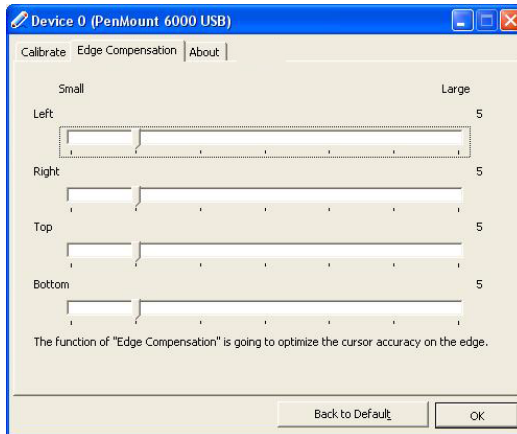 Device 0 (PenMount 6000 USB)
Calibrate Edge Compensation About
Small Large
Left 5
Right 5
Top 5
Bottom 5
The function of "Edge Compensation" is going to optimize the cursor accuracy on the edge.
Back to Default OK